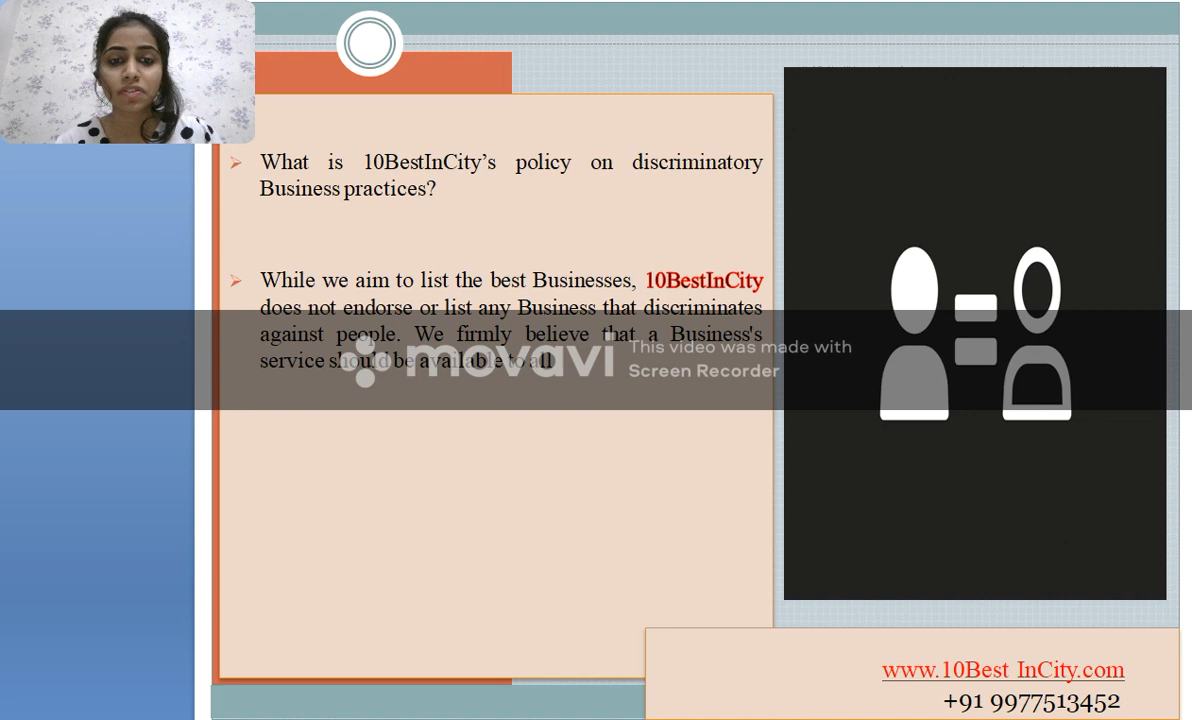 What is 10BestInCity’s policy on discriminatory
Business practices?
While we aim to list the best Businesses, 10BestInCity
does not endorse or list any Business that discriminates
against people. We firmly believe that a Business's
service should be available to all
movavi
This video was made with
Screen Recorder
www.10Best InCity.com
+91 9977513452